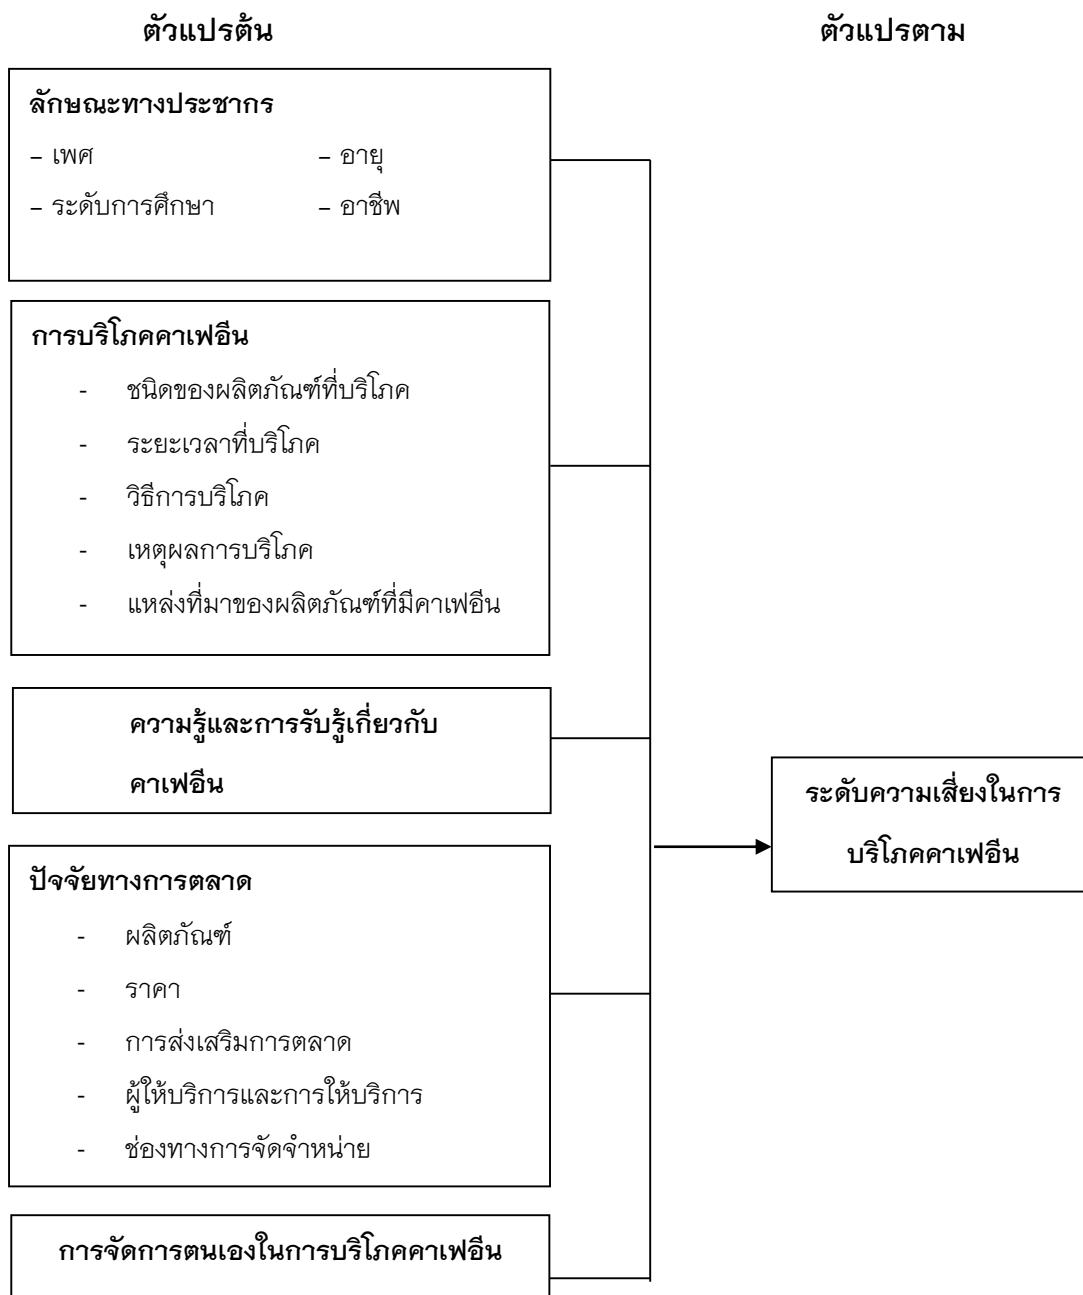 ตัวแปรต้น ตัวแปรตาม
ลักษณะทางประชากร
– เพศ – อายุ
– ระดับการศึกษา – อาชีพ
การบริโภคคาเฟอีน
- ชนิดของผลิตภัณฑ์ที่บริโภค
- ระยะเวลาที่บริโภค
- วิธีการบริโภค
- เหตุผลการบริโภค
- แหล่งที่มาของผลิตภัณฑ์ที่มีคาเฟอีน
ความรู้และการรับรู้เกี่ยวกับ
คาเฟอีน
ระดับความเสี่ยงในการ
บริโภคคาเฟอีน
ปัจจัยทางการตลาด
- ผลิตภัณฑ์
- ราคา
- การส่งเสริมการตลาด
- ผู้ให้บริการและการให้บริการ
- ช่องทางการจัดจำหน่าย
การจัดการตนเองในการบริโภคคาเฟอีน